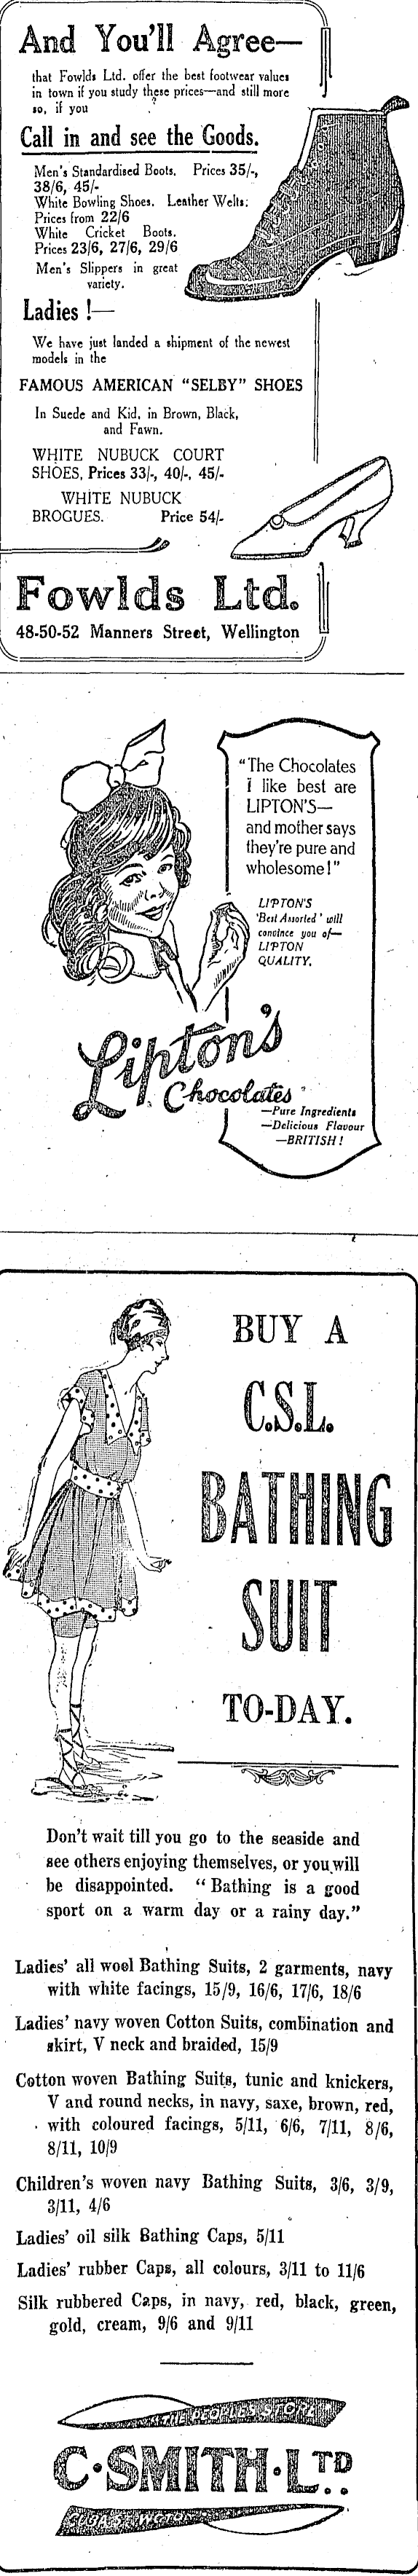 And You'll Agree—
that Fowlds Ltd. offer the best footwear values
in town if you study these prices—and still more
so, if you
Call in and see the Goods.
Men's Standardised Boots. Prices 35/-,
38/6, 45/-
White Bowling Shoes. Leather Welts.
Prices from 22/6
White Cricket Boots.
Prices 23/6, 27/6, 29/6
Men's Slippers in great
variety.
Ladies !—
We have just landed a shipment of the newest
models in the
FAMOUS AMERICAN "SELBY" SHOES
In Suede and Kid, in Brown, Black,
and Fawn.
WHITE NUBUCK COURT
SHOES, Prices 33/-, 40/-, 45/-
WHITE NUBUCK
BROGUES. Price 54/-
Fowlds Ltd.
48-50-52 Manners Street, Wellington
"The Chocolates
I like best are
LIPTON'S—
and mother says
they're pure and
wholesome!"
LIPTON'S
'Best Assorted' will
convince you of—
LIPTON
QUALITY.
Lipton's
Chocolates
—Pure Ingredients
—Delicious Flavour
—BRITISH!
BUY A
C.S.L.
BATHING
SUIT
TO-DAY.
Don't wait till you go to the seaside and
see others enjoying themselves, or you will
be disappointed. "Bathing is a good
sport on a warm day or a rainy day."
Ladies' all wool Bathing Suits, 2 garments, navy
with white facings, 15/9, 16/6, 17/6, 18/6
Ladies' navy woven Cotton Suits, combination and
skirt, V neck and braided, 15/9
Cotton woven Bathing Suits, tunic and knickers,
V and round necks, in navy, saxe, brown, red,
with coloured facings, 5/11, 6/6, 7/11, 8/6,
8/11, 10/9
Children's woven navy Bathing Suits, 3/6, 3/9,
3/11, 4/6
Ladies' oil silk Bathing Caps, 5/11
Ladies' rubber Caps, all colours, 3/11 to 11/6
Silk rubbered Caps, in navy, red, black, green,
gold, cream, 9/6 and 9/11
THE PEOPLE'S STORE
C·SMITH·LTD.
CUBA ST